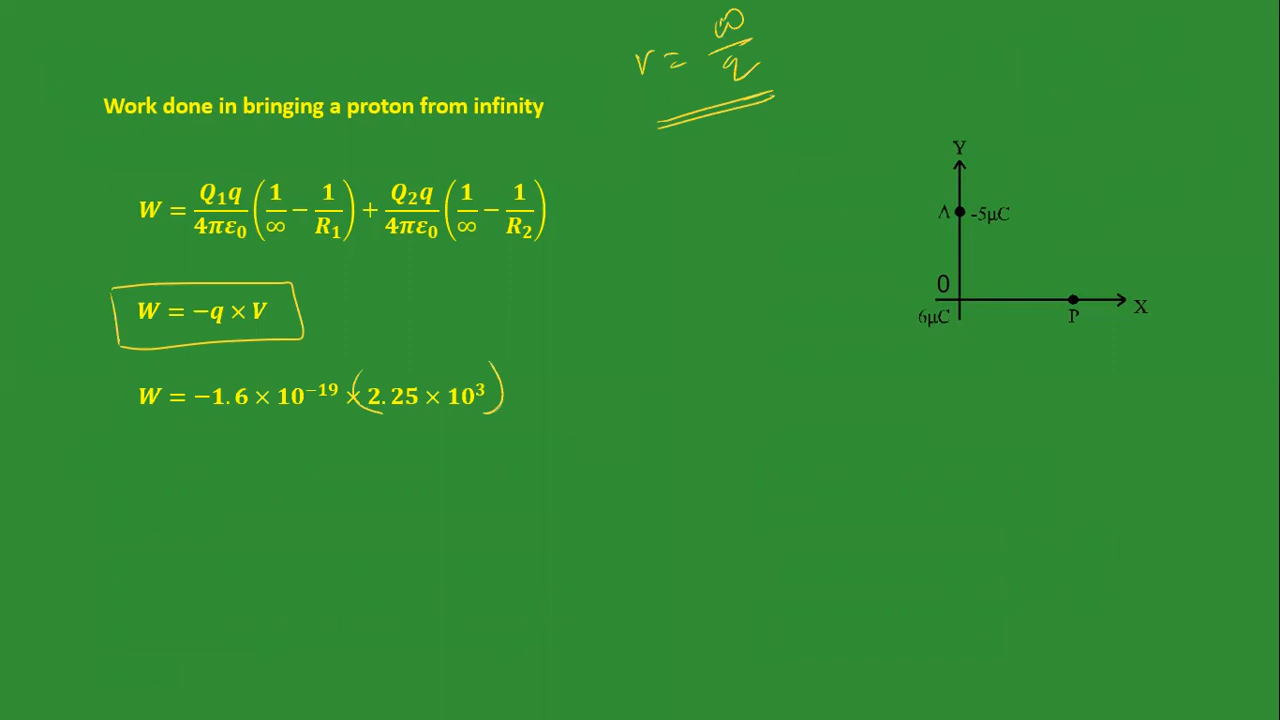 v = ∞/q
Work done in bringing a proton from infinity
W = Q₁q/4πε₀ (1/∞ − 1/R₁) + Q₂q/4πε₀ (1/∞ − 1/R₂)
W = −q × V
W = −1.6 × 10⁻¹⁹ × (2.25 × 10³)
Y
A -5μC
0
6μC P X